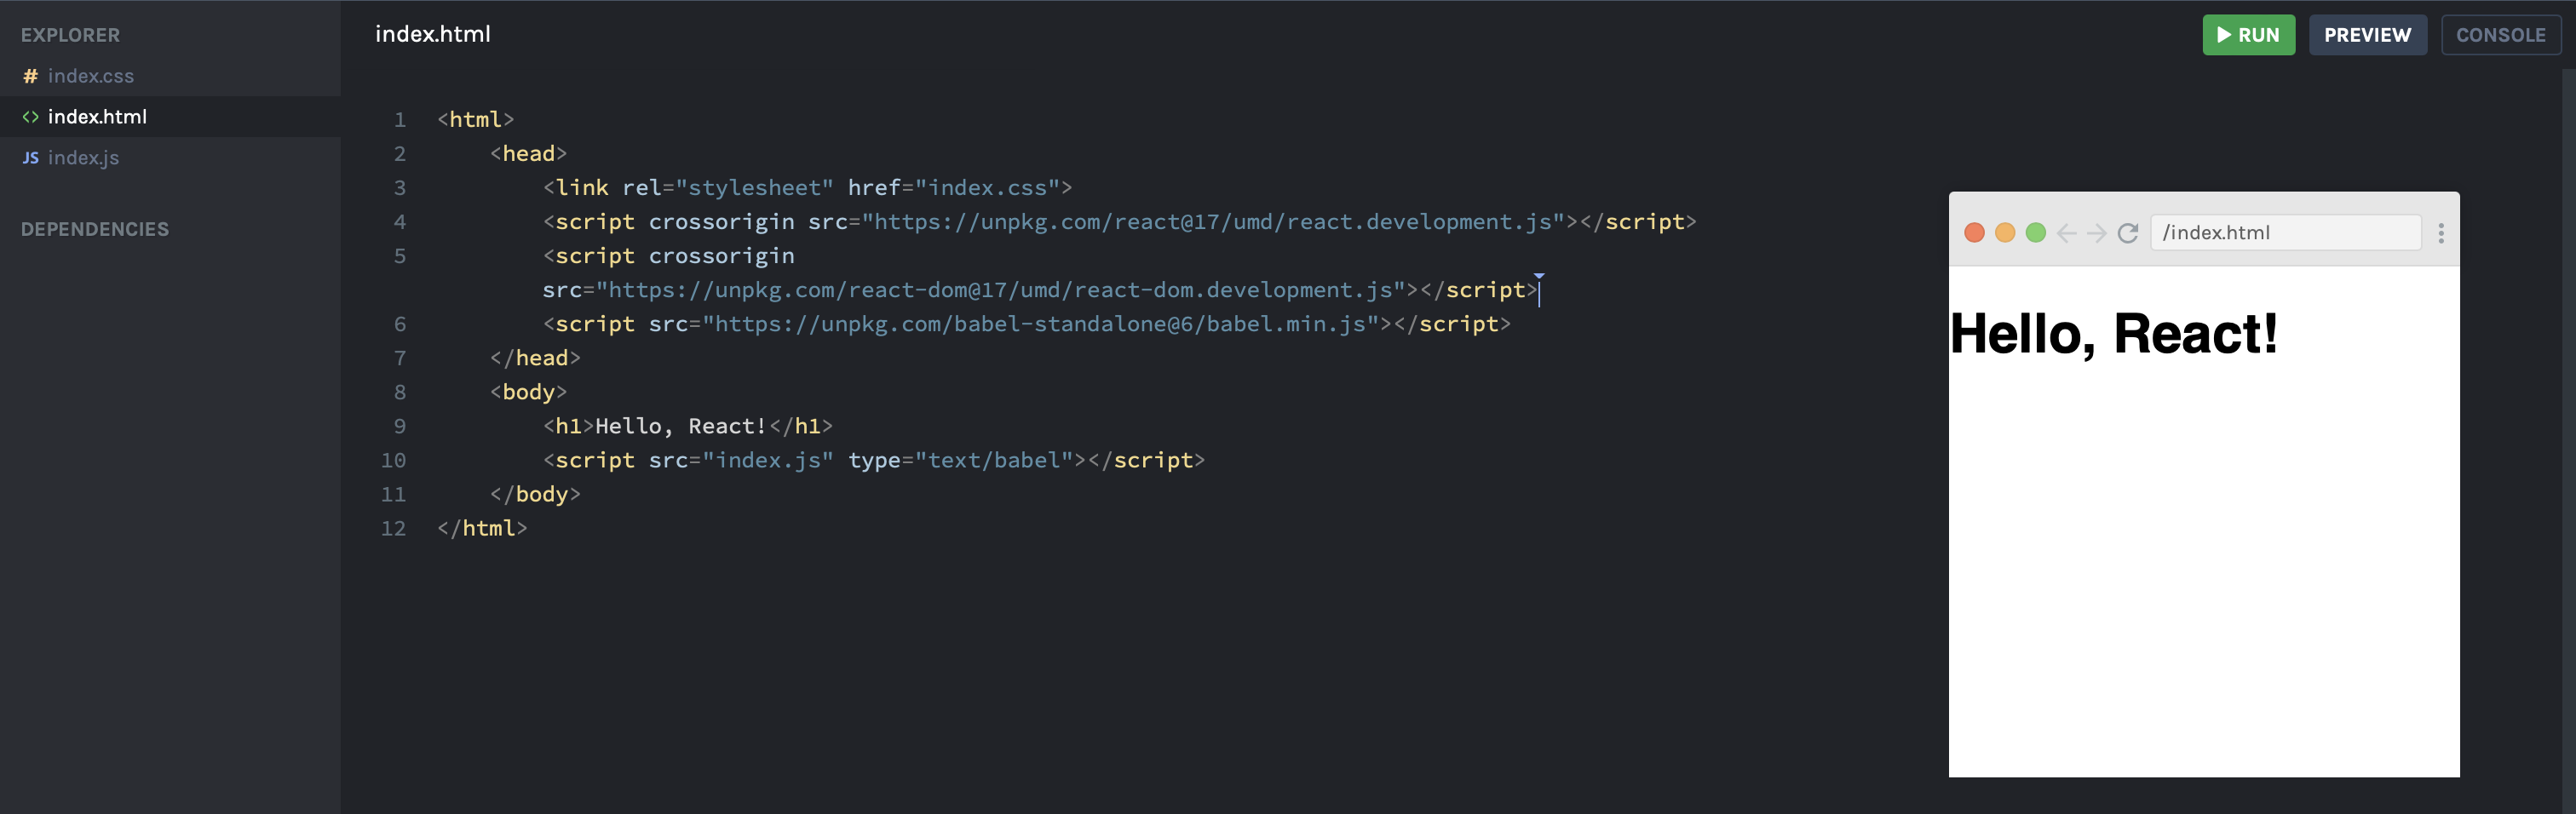 EXPLORER
# index.css
<> index.html
JS index.js
DEPENDENCIES
index.html
RUN
PREVIEW
CONSOLE
1 <html>
2 <head>
3 <link rel="stylesheet" href="index.css">
4 <script crossorigin src="https://unpkg.com/react@17/umd/react.development.js"></script>
5 <script crossorigin
src="https://unpkg.com/react-dom@17/umd/react-dom.development.js"></script>
6 <script src="https://unpkg.com/babel-standalone@6/babel.min.js"></script>
7 </head>
8 <body>
9 <h1>Hello, React!</h1>
10 <script src="index.js" type="text/babel"></script>
11 </body>
12 </html>
/index.html
Hello, React!